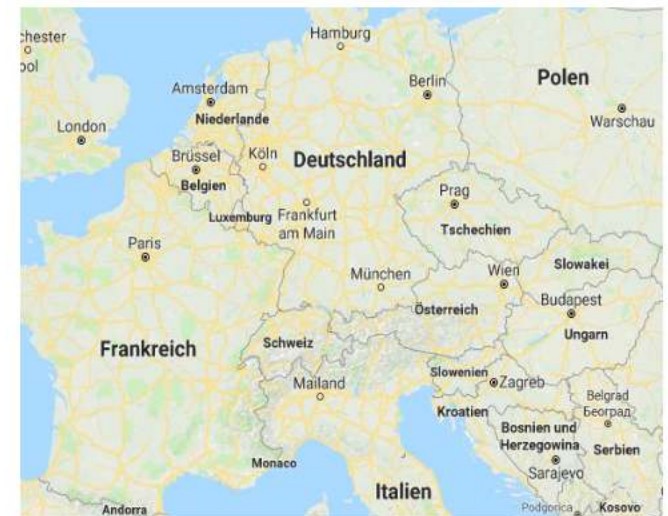 chester
ool
Hamburg
Berlin
Polen
Amsterdam
Niederlande
Warschau
London
Brüssel
Köln
Deutschland
Belgien
Prag
Luxemburg
Frankfurt
am Main
Tschechien
Paris
München
Wien
Slowakei
Österreich
Budapest
Ungarn
Frankreich
Schweiz
Slowenien
Mailand
Zagreb
Belgrad
Београд
Kroatien
Bosnien und
Herzegowina
Serbien
Monaco
Sarajevo
Italien
Andorra
Podgorica
Kosovo